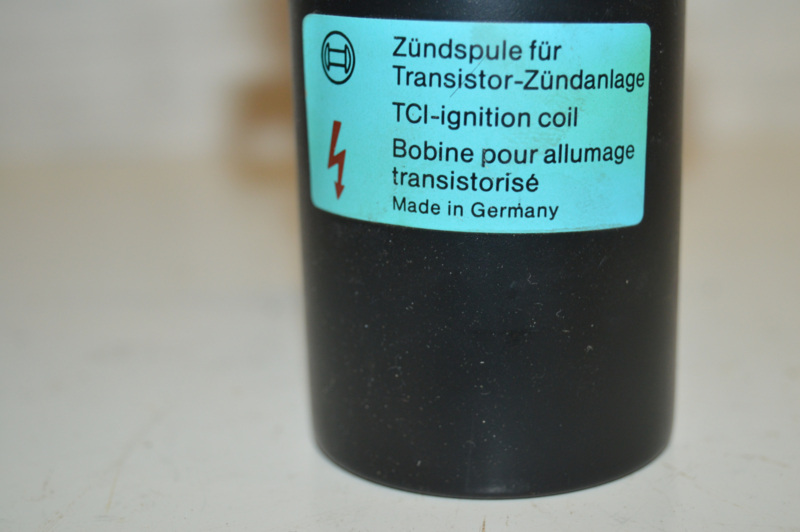 Zündspule für
Transistor-Zündanlage
TCI-ignition coil
Bobine pour allumage
transistorisé
Made in Germany